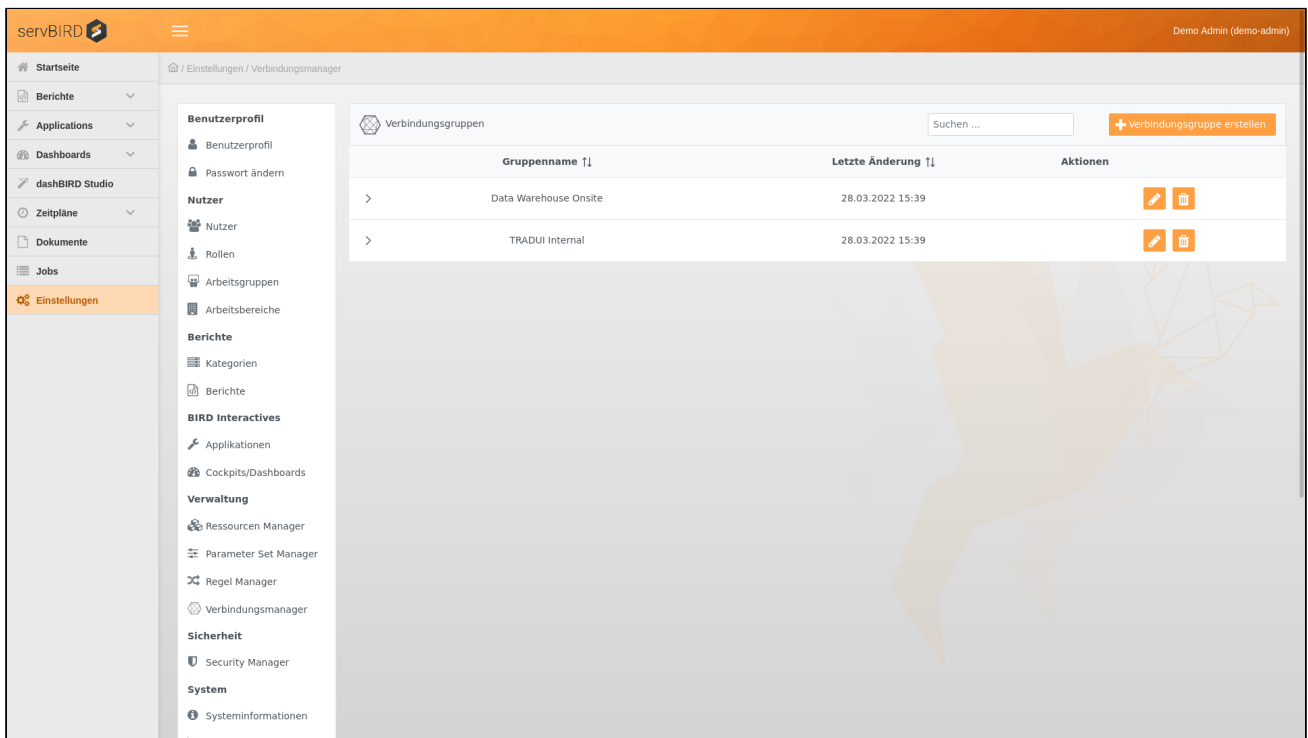 servBIRD
Demo Admin (demo-admin)
Startseite
Berichte
Applications
Dashboards
dashBIRD Studio
Zeitpläne
Dokumente
Jobs
Einstellungen
/ Einstellungen / Verbindungsmanager
Benutzerprofil
Benutzerprofil
Passwort ändern
Nutzer
Nutzer
Rollen
Arbeitsgruppen
Arbeitsbereiche
Berichte
Kategorien
Berichte
BIRD Interactives
Applikationen
Cockpits/Dashboards
Verwaltung
Ressourcen Manager
Parameter Set Manager
Regel Manager
Verbindungsmanager
Sicherheit
Security Manager
System
Systeminformationen
Verbindungsgruppen
Suchen ...
Verbindungsgruppe erstellen
Gruppenname Letzte Änderung Aktionen
Data Warehouse Onsite 28.03.2022 15:39
TRADUI Internal 28.03.2022 15:39